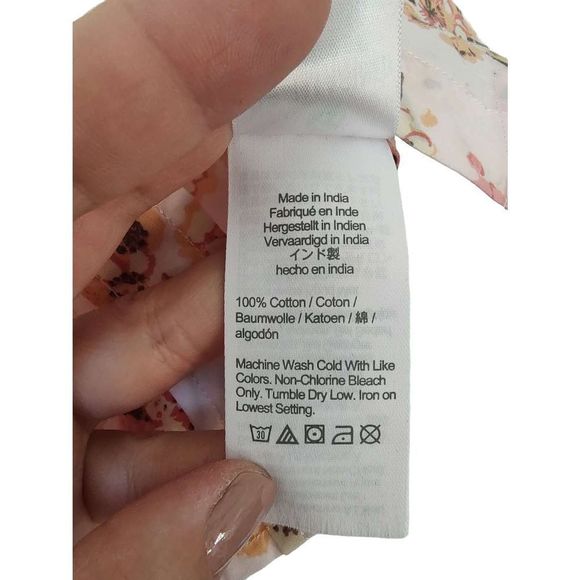 Made in India
Fabriqué en Inde
Hergestellt in Indien
Vervaardigd in India
インド製
hecho en india
100% Cotton / Coton /
Baumwolle / Katoen / 綿 /
algodón
Machine Wash Cold With Like
Colors. Non-Chlorine Bleach
Only. Tumble Dry Low. Iron on
Lowest Setting.
30